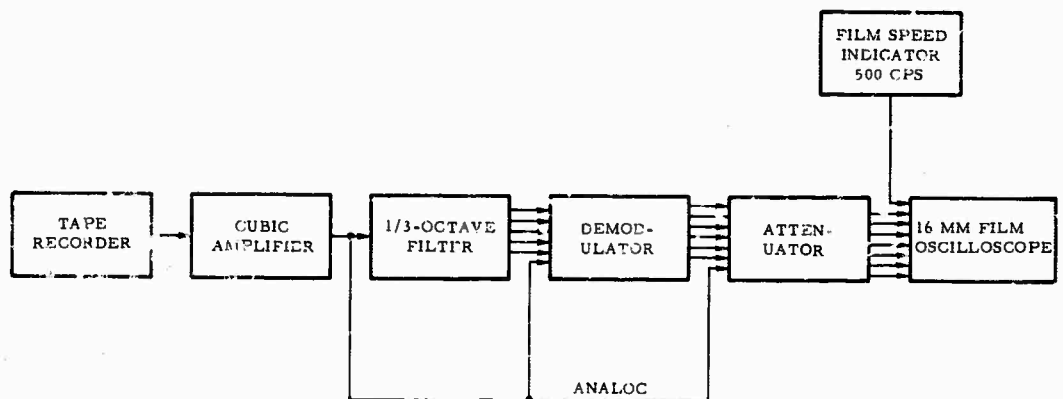 FILM SPEED
INDICATOR
500 CPS
TAPE
RECORDER
CUBIC
AMPLIFIER
1/3-OCTAVE
FILTER
DEMOD-
ULATOR
ATTEN-
UATOR
16 MM FILM
OSCILLOSCOPE
ANALOG